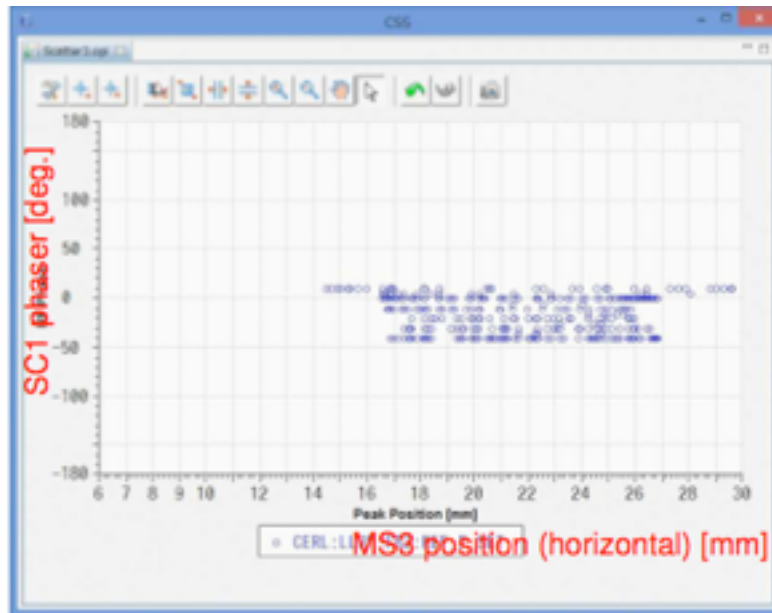 CSS
Scatter1.opi
180
100
50
0
-50
-100
-180
SC1 phaser [deg.]
6 7 8 9 10 12 14 16 18 20 22 24 26 28 30
Peak Position [mm]
CERL:LL
MS3 position (horizontal) [mm]